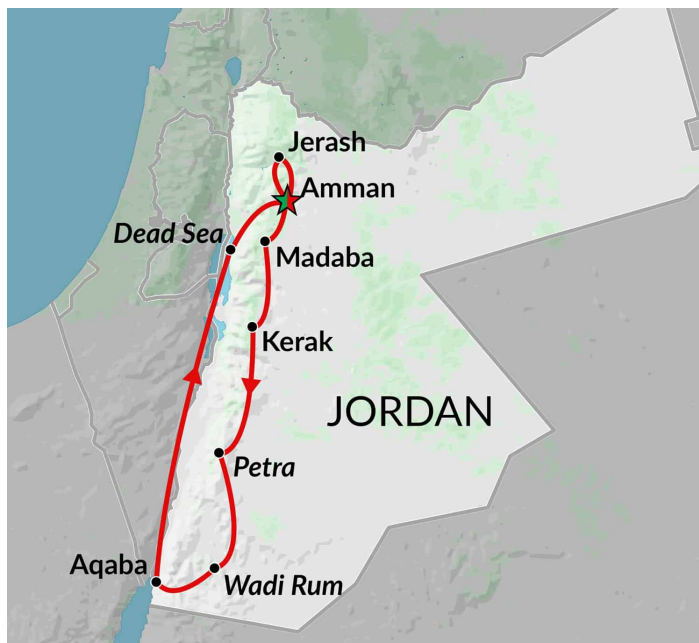 Jerash
Amman
Dead Sea
Madaba
Kerak
JORDAN
Petra
Aqaba
Wadi Rum